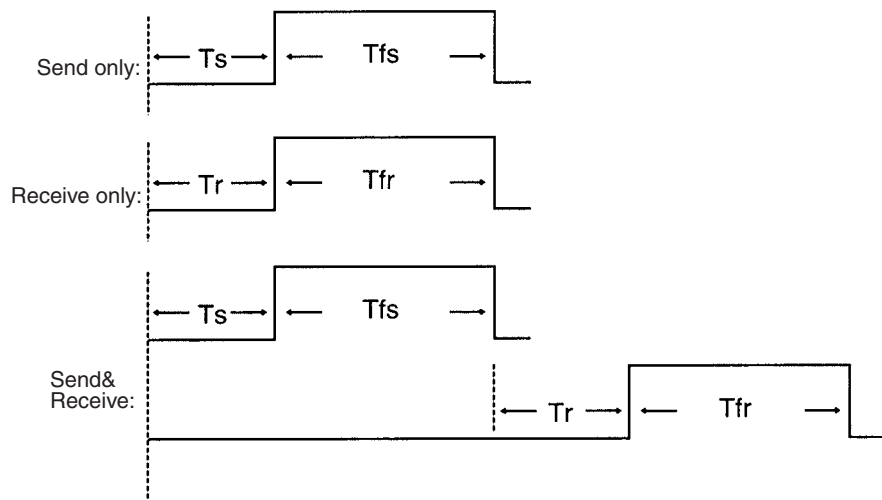 Send only:
Ts
Tfs
Receive only:
Tr
Tfr
Ts
Tfs
Send&
Receive:
Tr
Tfr